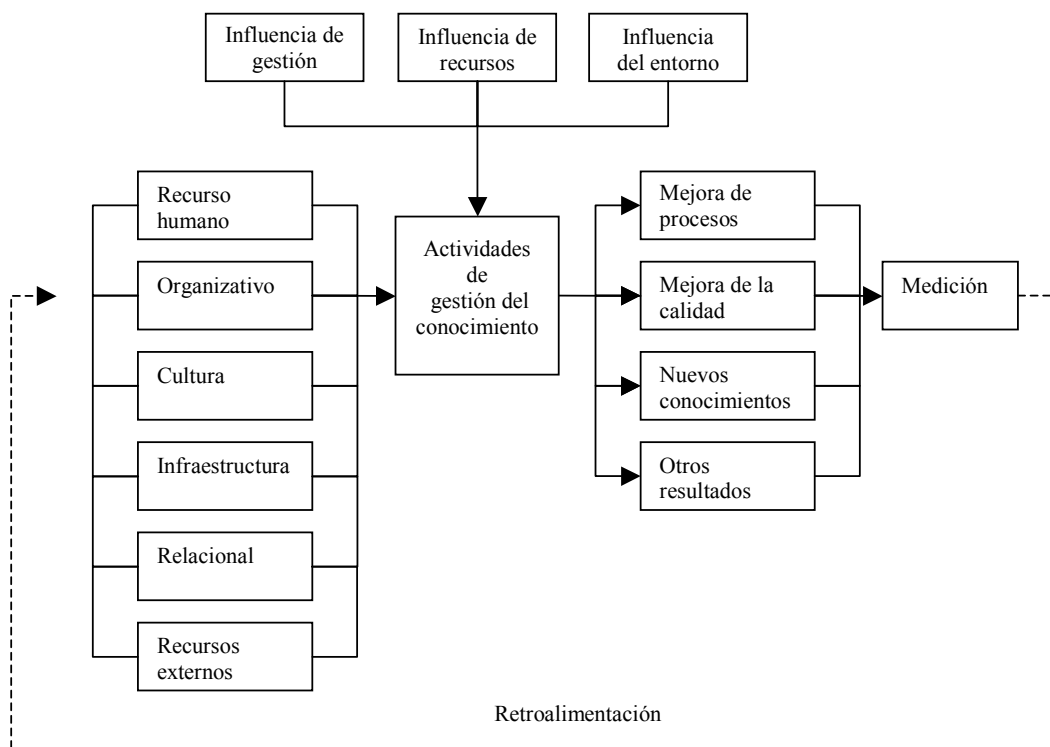 Influencia de
gestión
Influencia de
recursos
Influencia
del entorno
Recurso
humano
Organizativo
Cultura
Infraestructura
Relacional
Recursos
externos
Actividades
de
gestión del
conocimiento
Mejora de
procesos
Mejora de la
calidad
Nuevos
conocimientos
Otros
resultados
Medición
Retroalimentación